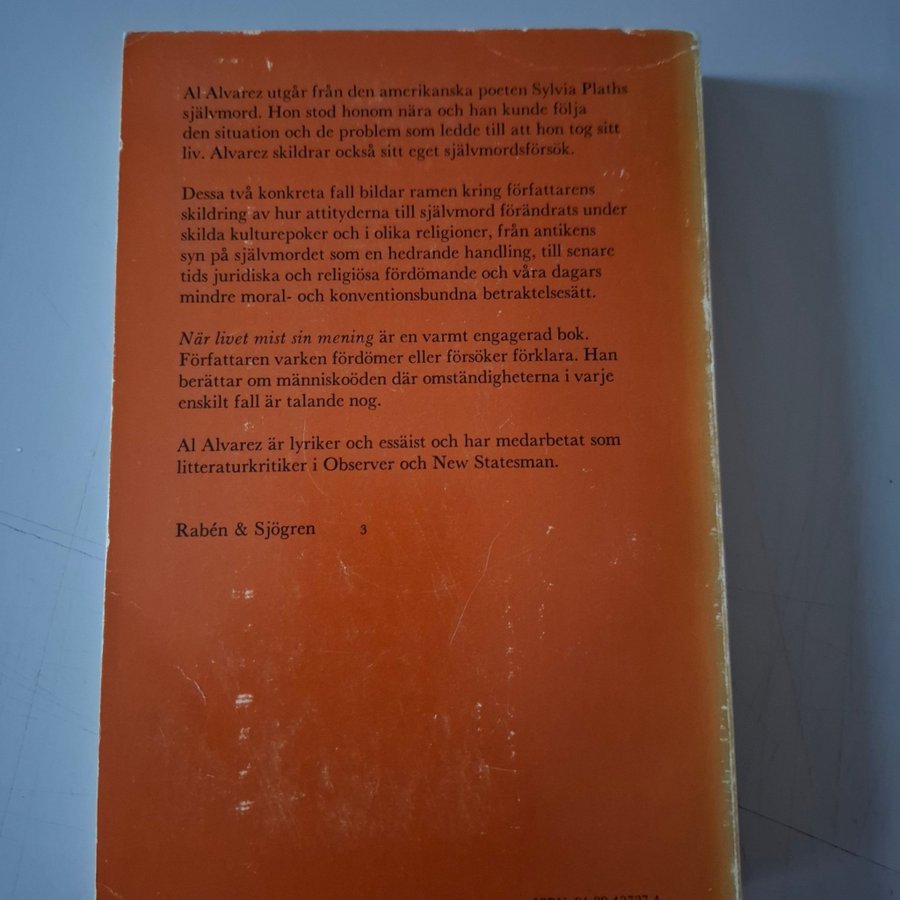 Al Alvarez utgår från den amerikanska poeten Sylvia Plaths
självmord. Hon stod honom nära och han kunde följa
den situation och de problem som ledde till att hon tog sitt
liv. Alvarez skildrar också sitt eget självmordsförsök.
Dessa två konkreta fall bildar ramen kring författarens
skildring av hur attityderna till självmord förändrats under
skilda kulturepoker och i olika religioner, från antikens
syn på självmordet som en hedrande handling, till senare
tids juridiska och religiösa fördömande och våra dagars
mindre moral- och konventionsbundna betraktelsesätt.
När livet mist sin mening är en varmt engagerad bok.
Författaren varken fördömer eller försöker förklara. Han
berättar om människoöden där omständigheterna i varje
enskilt fall är talande nog.
Al Alvarez är lyriker och essäist och har medarbetat som
litteraturkritiker i Observer och New Statesman.
Rabén & Sjögren 3